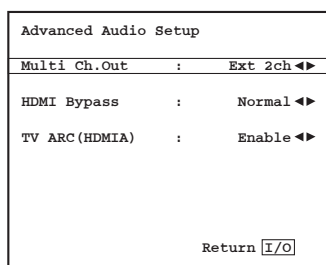 Advanced Audio Setup
Multi Ch.Out : Ext 2ch◄►
HDMI Bypass : Normal◄►
TV ARC(HDMIA) : Enable◄►
Return I/O